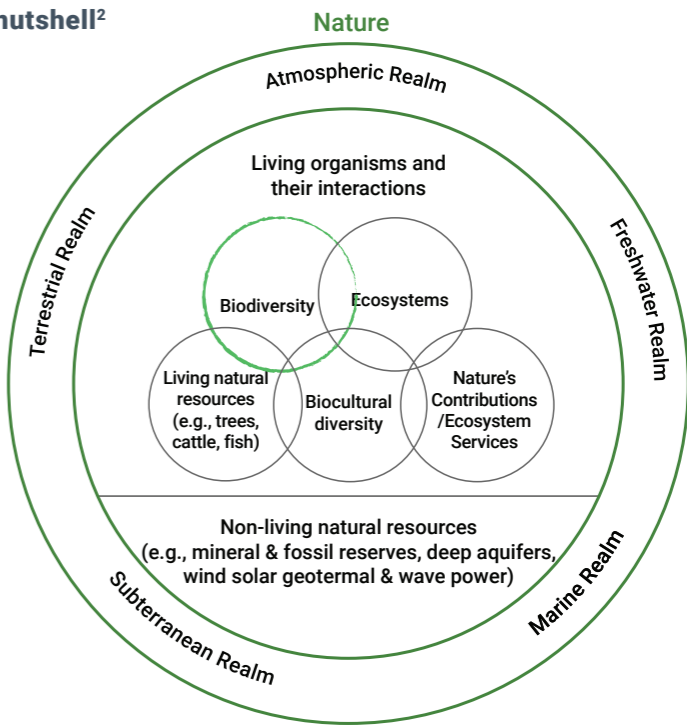 nutshell²
Nature
Atmospheric Realm
Terrestrial Realm
Freshwater Realm
Living organisms and
their interactions
Biodiversity
Ecosystems
Living natural
resources
(e.g., trees,
cattle, fish)
Biocultural
diversity
Nature's
Contributions
/Ecosystem
Services
Non-living natural resources
(e.g., mineral & fossil reserves, deep aquifers,
wind solar geotermal & wave power)
Subterranean Realm
Marine Realm